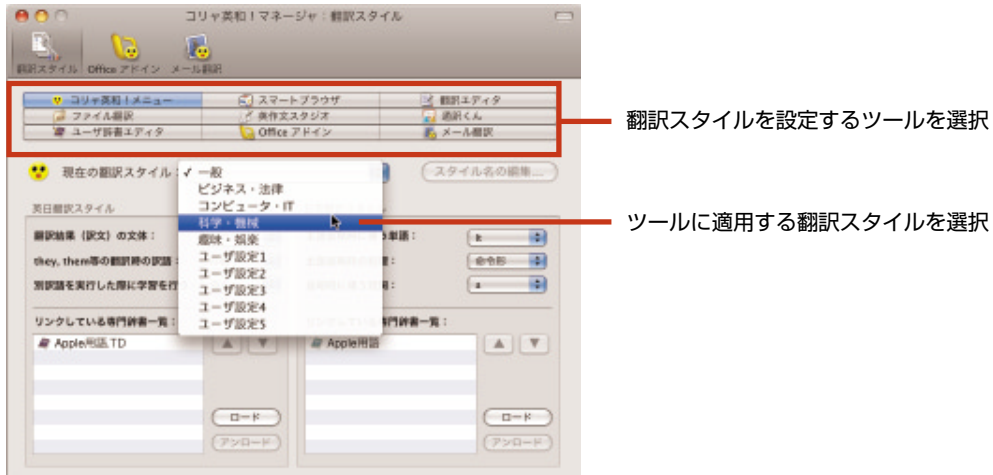 コリャ英和！マネージャ：翻訳スタイル
翻訳スタイル Office アドイン メール翻訳
コリャ英和！メニュー スマートブラウザ 翻訳エディタ
ファイル翻訳 英作文スタジオ 通訳くん
ユーザ辞書エディタ Office アドイン メール翻訳
翻訳スタイルを設定するツールを選択
現在の翻訳スタイル： ✓ 一般 スタイル名の編集...
ビジネス・法律
コンピュータ・IT
英日翻訳スタイル
科学・機械
ツールに適用する翻訳スタイルを選択
趣味・娯楽
翻訳結果（訳文）の文体： 単語： を
ユーザ設定1
they, them等の翻訳時の訳語： 命令形
ユーザ設定2
別訳語を実行した際に学習を行 a
ユーザ設定3
ユーザ設定4
ユーザ設定5
リンクしている専門辞書一覧： 専門辞書一覧：
Apple用語.TD ▲ ▼ Apple用語 ▲ ▼
ロード ロード
アンロード アンロード